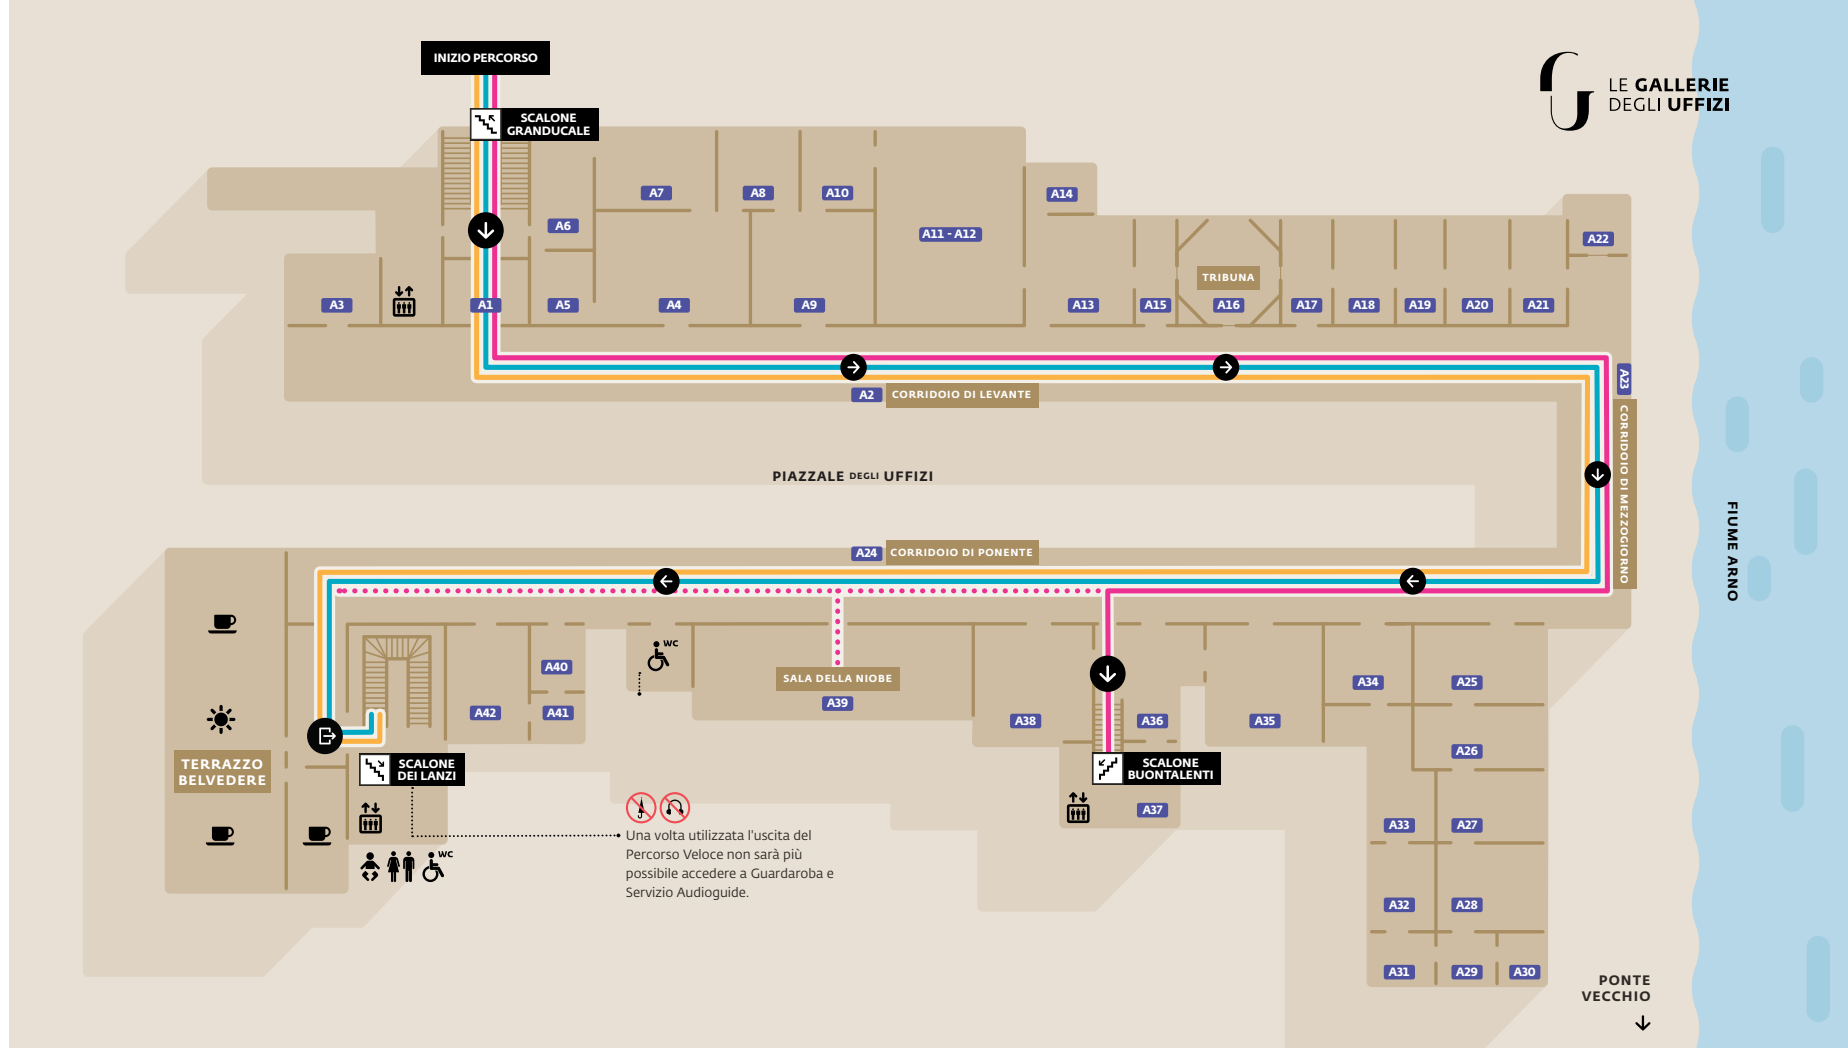 INIZIO PERCORSO
SCALONE
GRANDUCALE
LE GALLERIE
DEGLI UFFIZI
A7
A8
A10
A14
A6
A11 - A12
A22
TRIBUNA
A3
A1
A5
A4
A9
A13
A15
A16
A17
A18
A19
A20
A21
A23
A2
CORRIDOIO DI LEVANTE
CORRIDOIO DI MEZZOGIORNO
PIAZZALE DEGLI UFFIZI
FIUME ARNO
A24
CORRIDOIO DI PONENTE
WC
A40
SALA DELLA NIOBE
A39
A34
A25
A42
A41
A38
A36
A35
A26
TERRAZZO
BELVEDERE
SCALONE
DEI LANZI
SCALONE
BUONTALENTI
A37
A33
A27
Una volta utilizzata l'uscita del
Percorso Veloce non sarà più
possibile accedere a Guardaroba e
Servizio Audioguide.
WC
A32
A28
A31
A29
A30
PONTE
VECCHIO